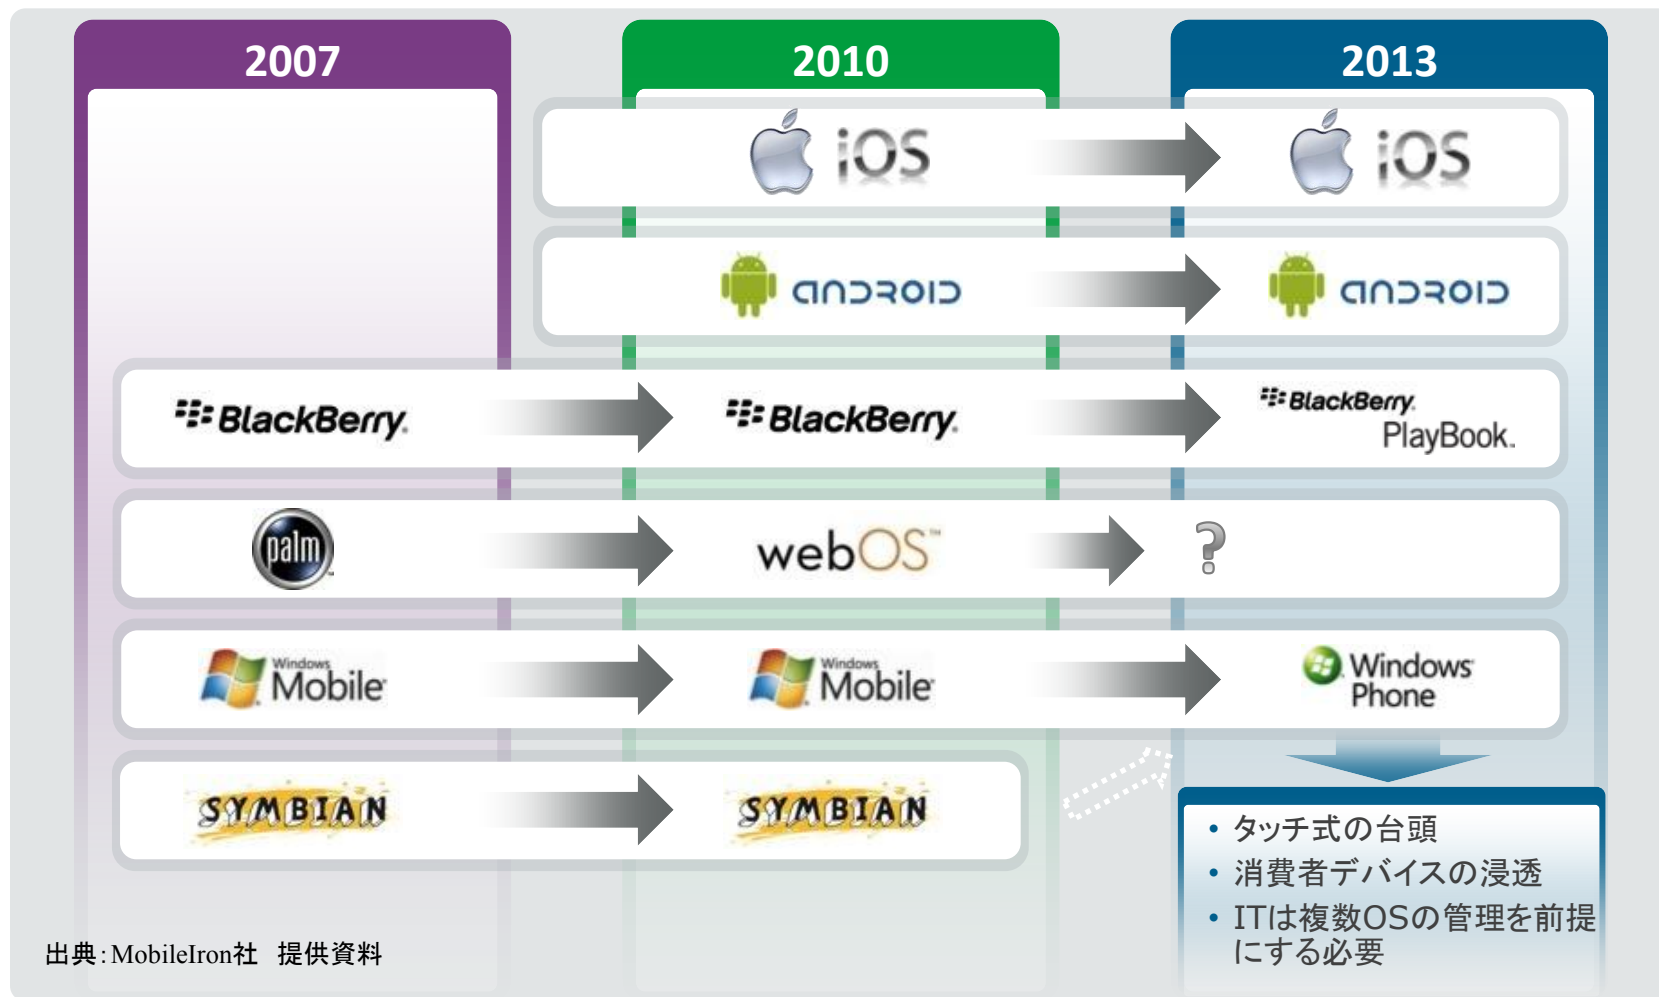 2007
2010
2013
iOS
iOS
ANDROID
ANDROID
BlackBerry.
BlackBerry.
BlackBerry.
PlayBook™
palm™
webOS™
?
Windows
Mobile
Windows
Mobile
Windows
Phone
SYMBIAN
SYMBIAN
• タッチ式の台頭
• 消費者デバイスの浸透
• ITは複数OSの管理を前提
にする必要
出典：MobileIron社　提供資料